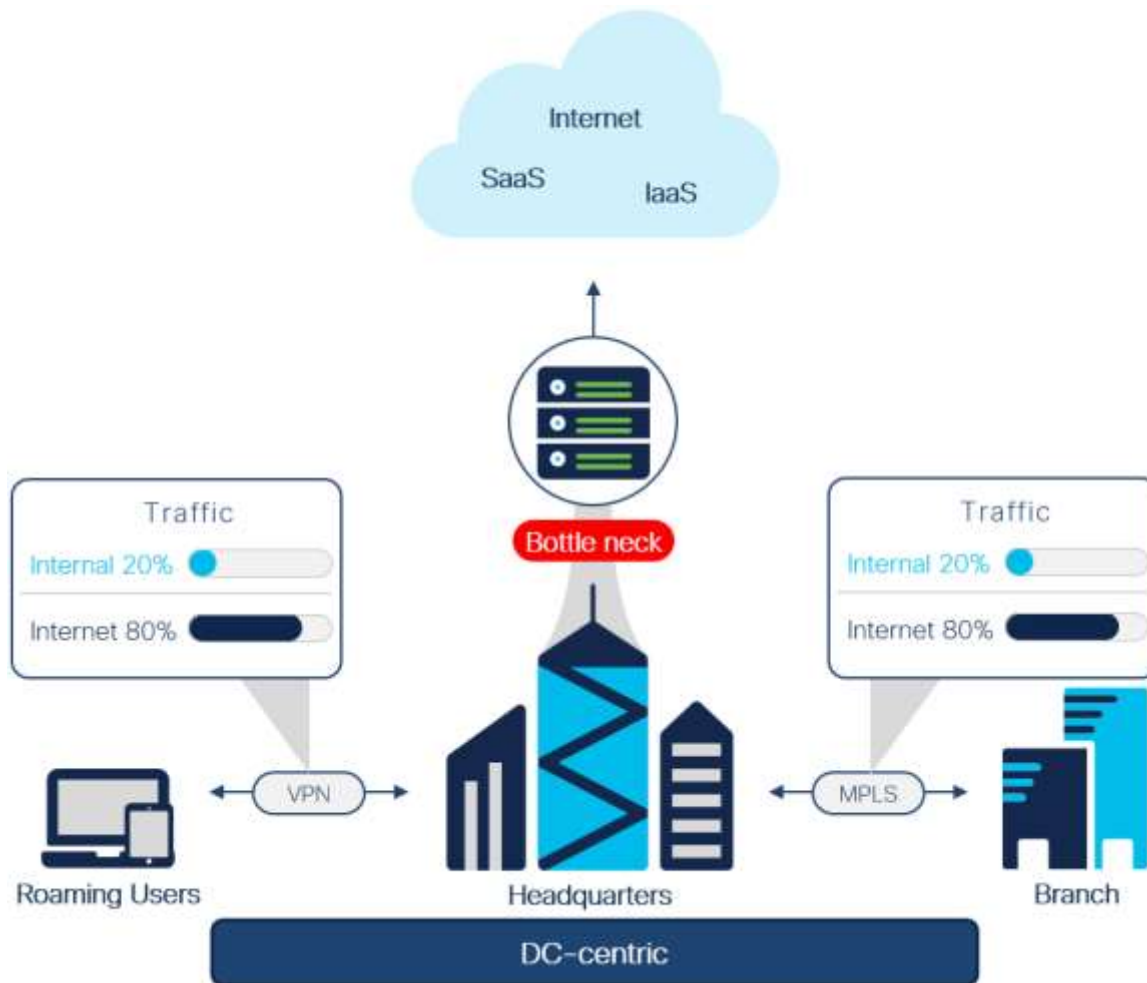 Internet
SaaS
IaaS
Traffic
Internal 20%
Internet 80%
Bottle neck
Traffic
Internal 20%
Internet 80%
VPN
MPLS
Roaming Users
Headquarters
Branch
DC-centric